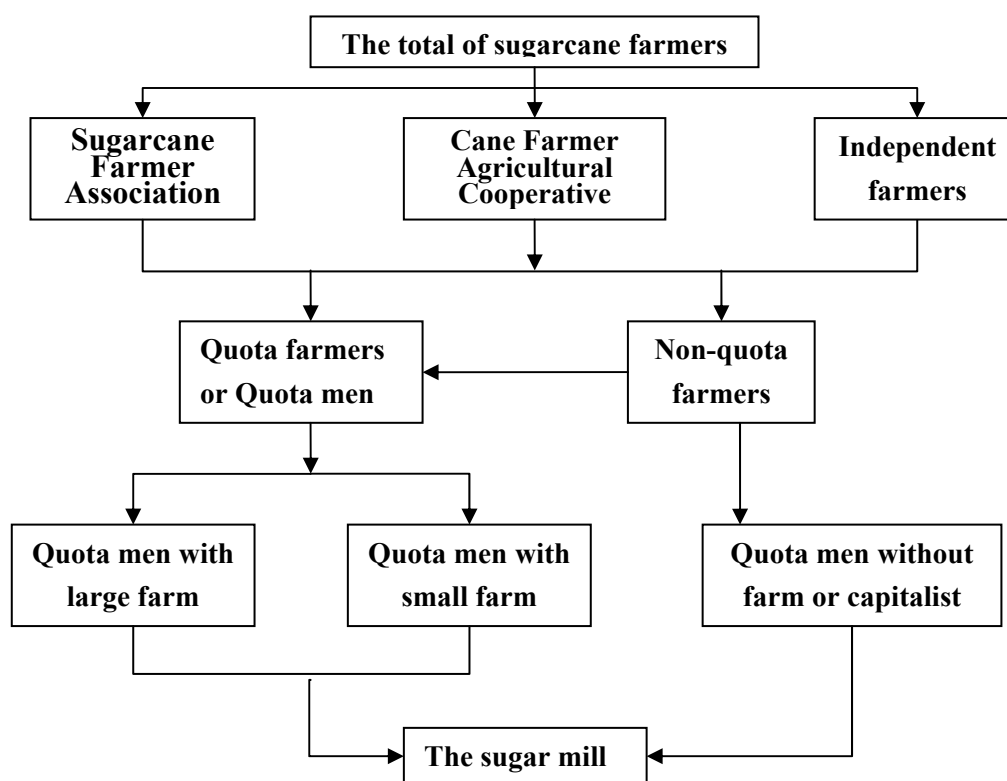 The total of sugarcane farmers
Sugarcane
Farmer
Association
Cane Farmer
Agricultural
Cooperative
Independent
farmers
Quota farmers
or Quota men
Non-quota
farmers
Quota men with
large farm
Quota men with
small farm
Quota men without
farm or capitalist
The sugar mill